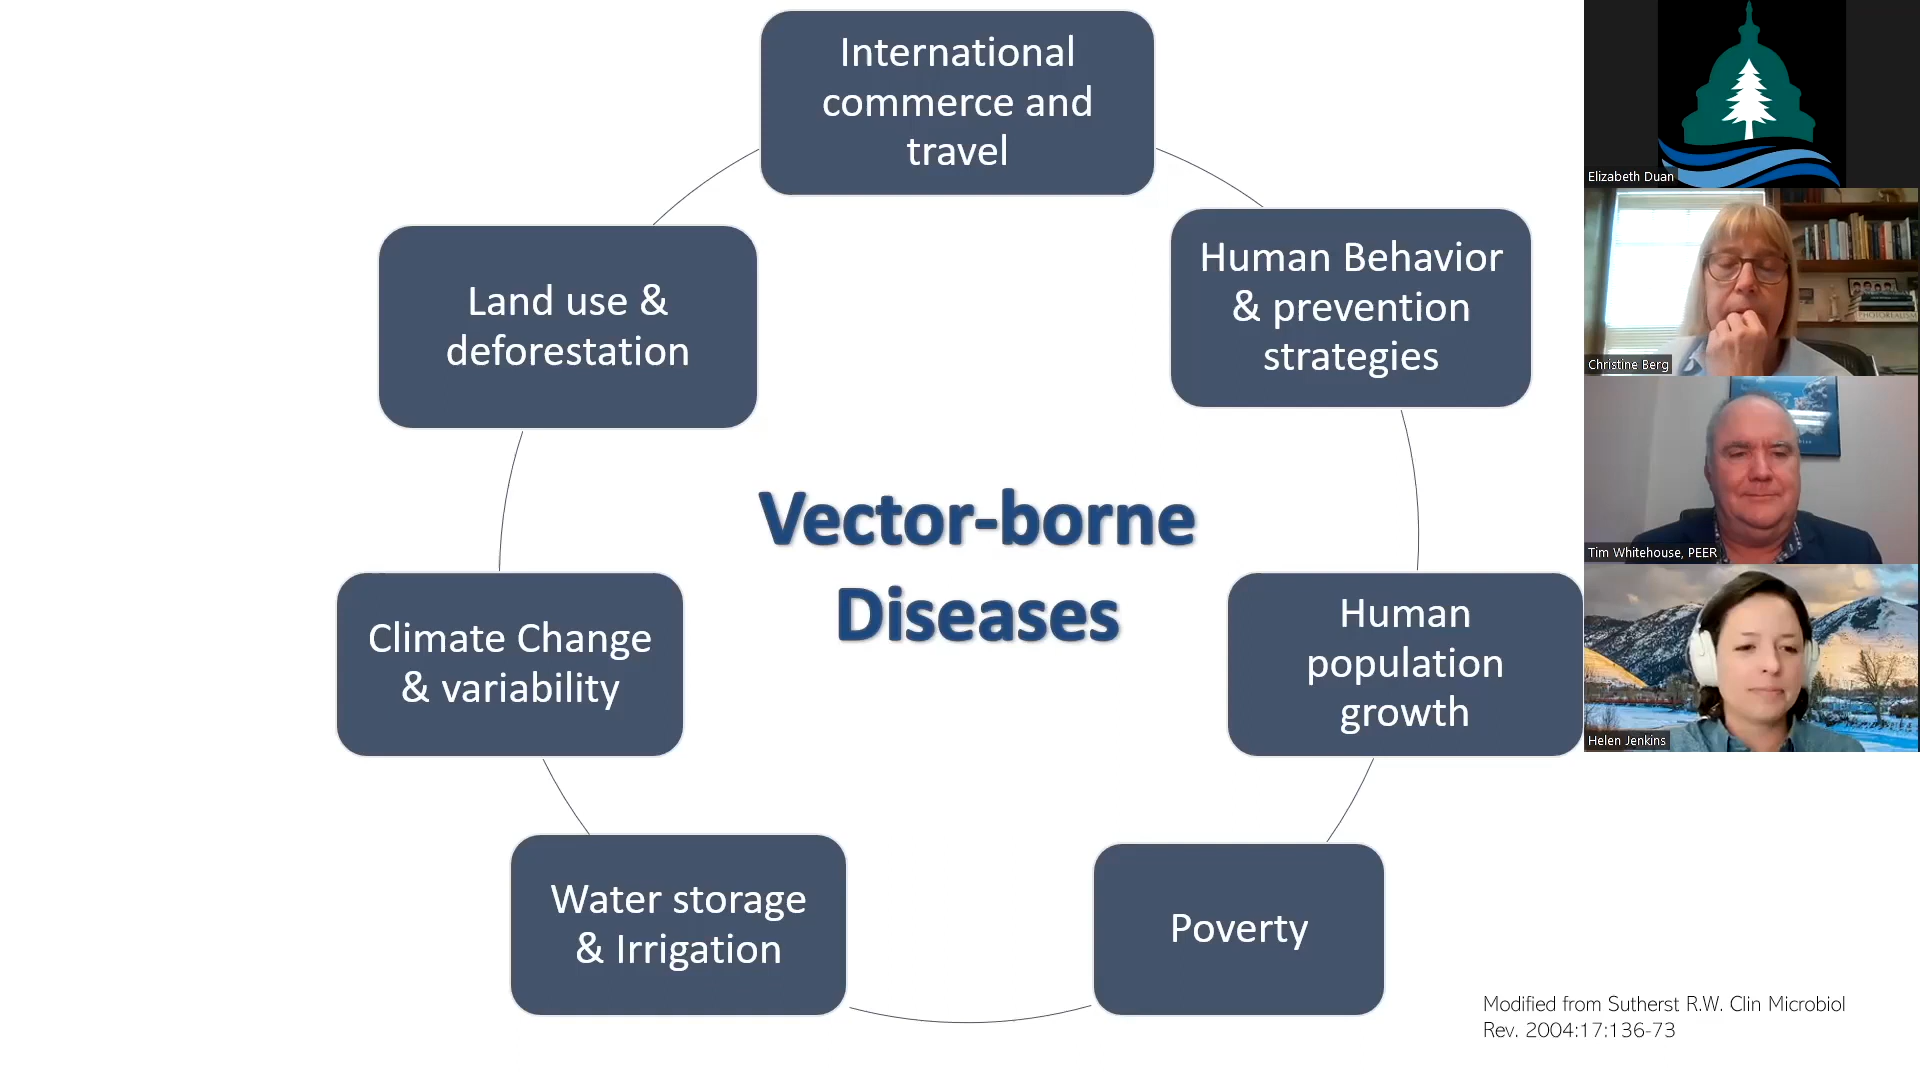 International
commerce and
travel
Human Behavior
& prevention
strategies
Land use &
deforestation
Vector-borne
Diseases
Climate Change
& variability
Human
population
growth
Water storage
& Irrigation
Poverty
Modified from Sutherst R.W. Clin Microbiol
Rev. 2004:17:136-73
Elizabeth Duan
PHOTOREALISM
Christine Berg
Tim Whitehouse, PEER
Helen Jenkins